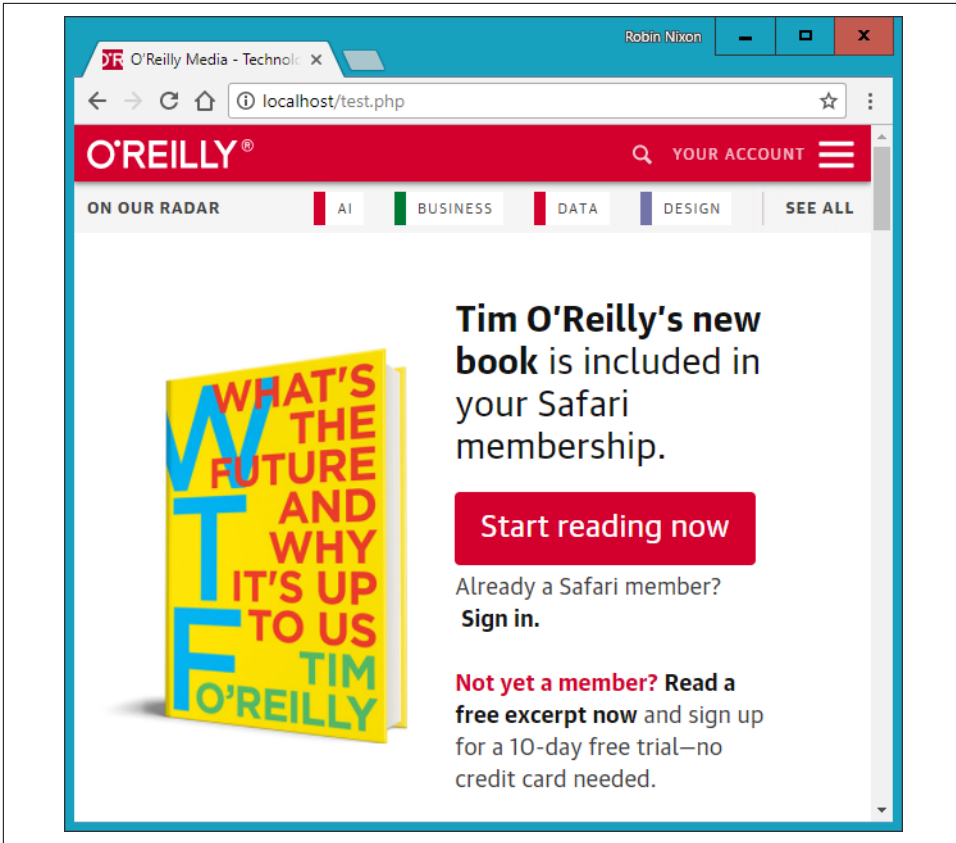 Robin Nixon
O'R O'Reilly Media - Technolo
localhost/test.php
O'REILLY®
YOUR ACCOUNT
ON OUR RADAR
AI
BUSINESS
DATA
DESIGN
SEE ALL
Tim O'Reilly's new
book is included in
your Safari
membership.
Start reading now
Already a Safari member?
Sign in.
Not yet a member? Read a
free excerpt now and sign up
for a 10-day free trial—no
credit card needed.
WTF
WHAT'S
THE
FUTURE
AND
WHY
IT'S UP
TO US
TIM
O'REILLY